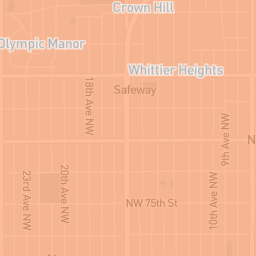 Crown Hill
Olympic Manor
Whittier Heights
18th Ave NW
Safeway
9th Ave NW
23rd Ave NW
20th Ave NW
NW 75th St
10th Ave NW